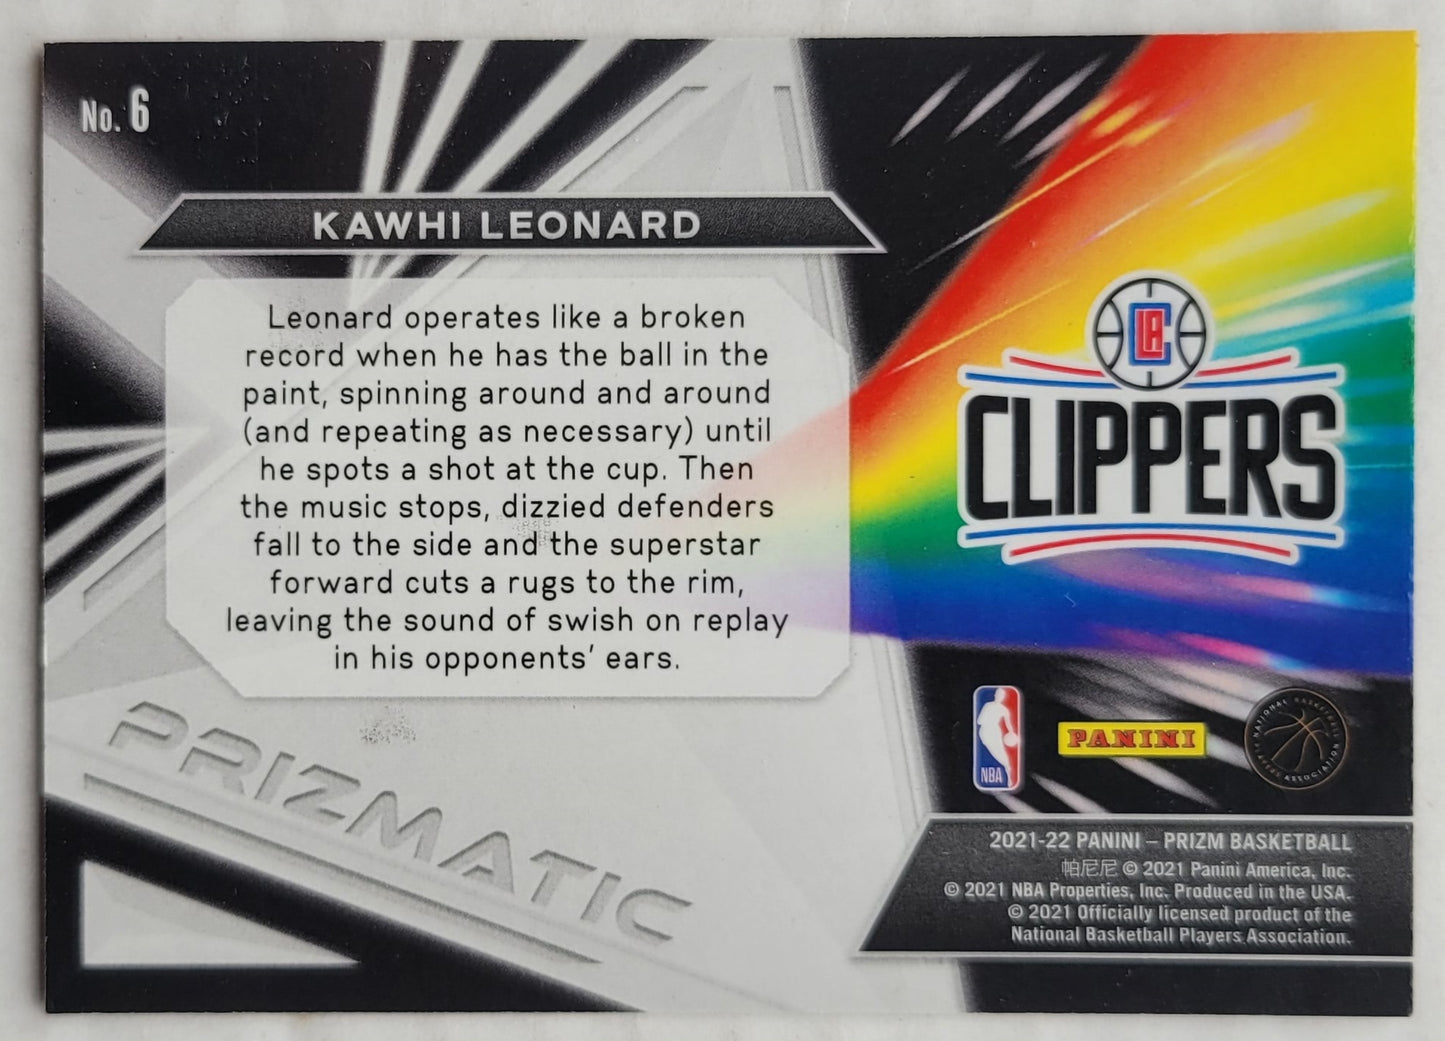 No. 6
KAWHI LEONARD
Leonard operates like a broken
record when he has the ball in the
paint, spinning around and around
(and repeating as necessary) until
he spots a shot at the cup. Then
the music stops, dizzied defenders
fall to the side and the superstar
forward cuts a rugs to the rim,
leaving the sound of swish on replay
in his opponents’ ears.
PRIZMATIC
LA
CLIPPERS
NBA
PANINI
NATIONAL BASKETBALL
PLAYERS ASSOCIATION
2021-22 PANINI – PRIZM BASKETBALL
帕尼尼 © 2021 Panini America, Inc.
© 2021 NBA Properties, Inc. Produced in the USA.
© 2021 Officially licensed product of the
National Basketball Players Association.